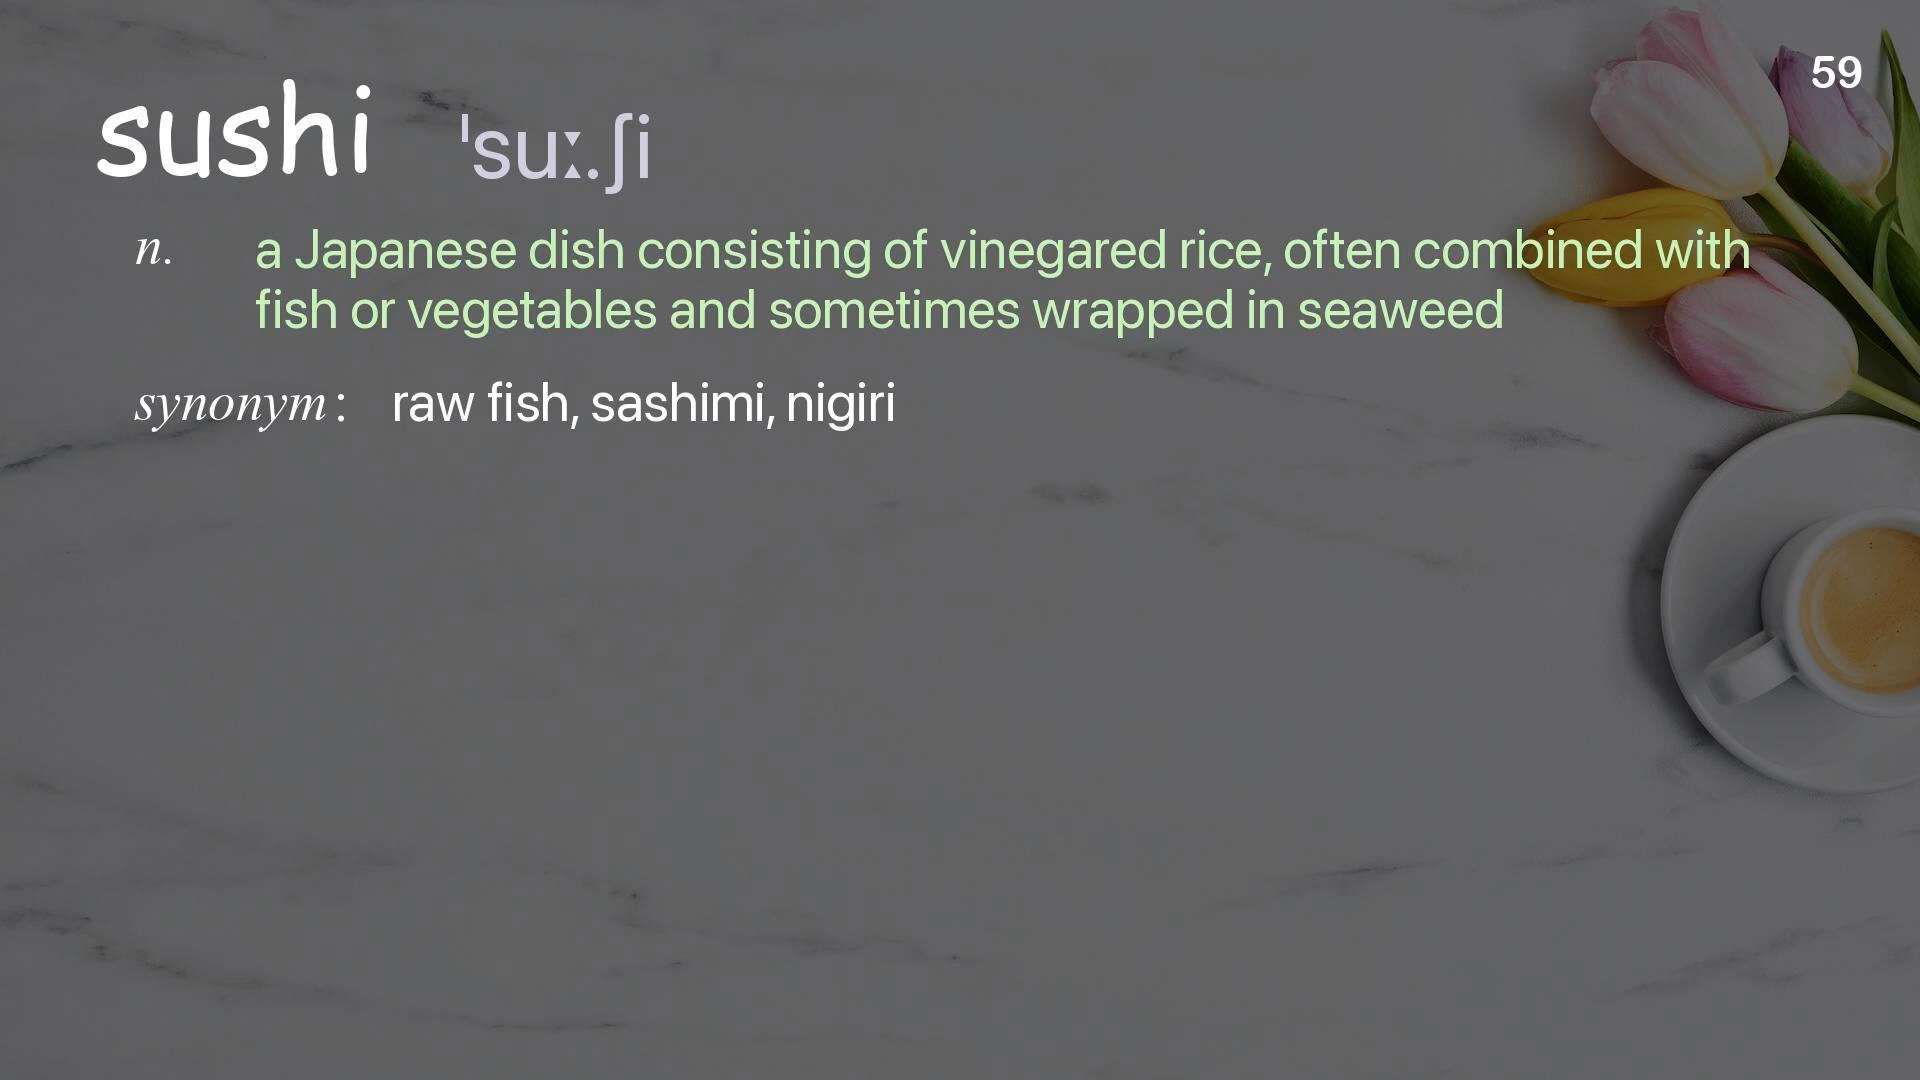 59
sushi ˈsuː.ʃi
n. a Japanese dish consisting of vinegared rice, often combined with
fish or vegetables and sometimes wrapped in seaweed
synonym: raw fish, sashimi, nigiri